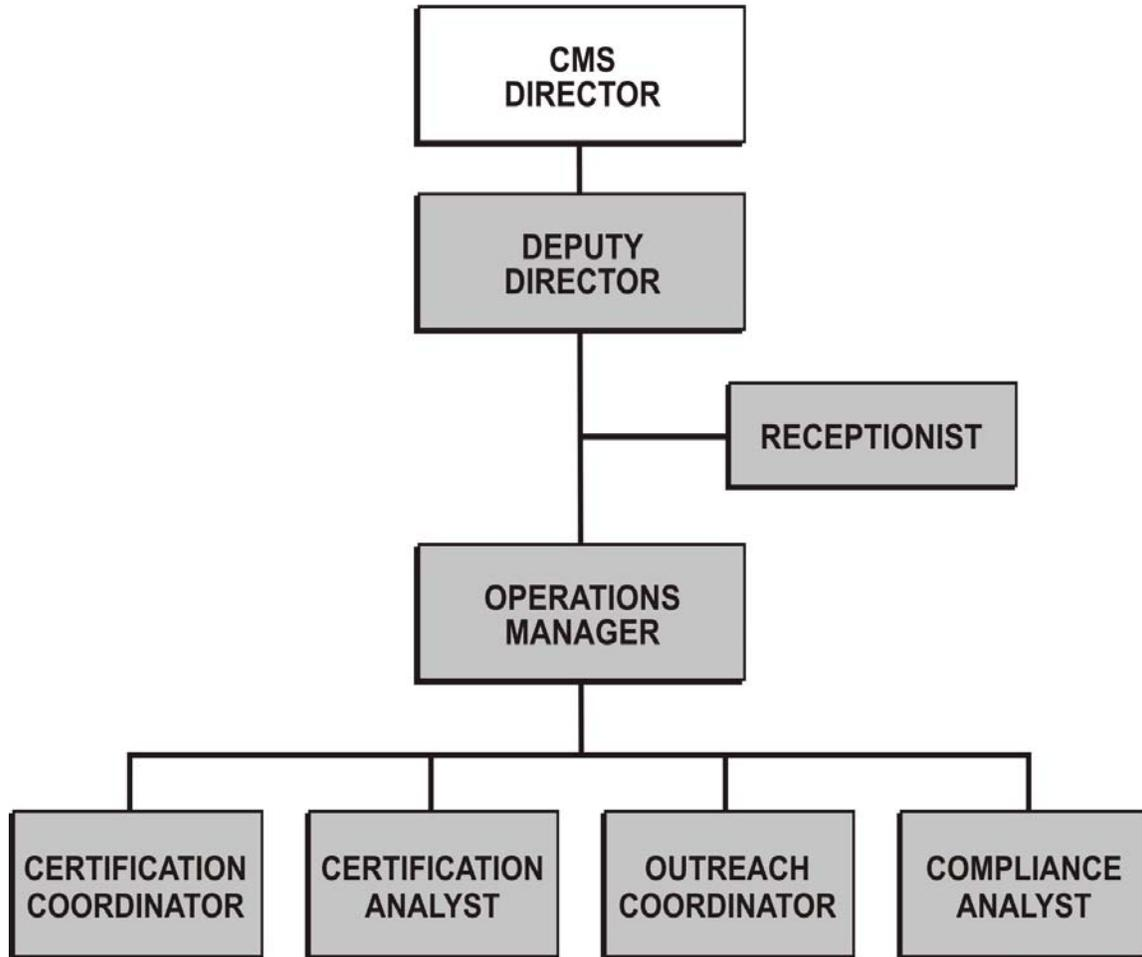 CMS
DIRECTOR
DEPUTY
DIRECTOR
RECEPTIONIST
OPERATIONS
MANAGER
CERTIFICATION
COORDINATOR
CERTIFICATION
ANALYST
OUTREACH
COORDINATOR
COMPLIANCE
ANALYST